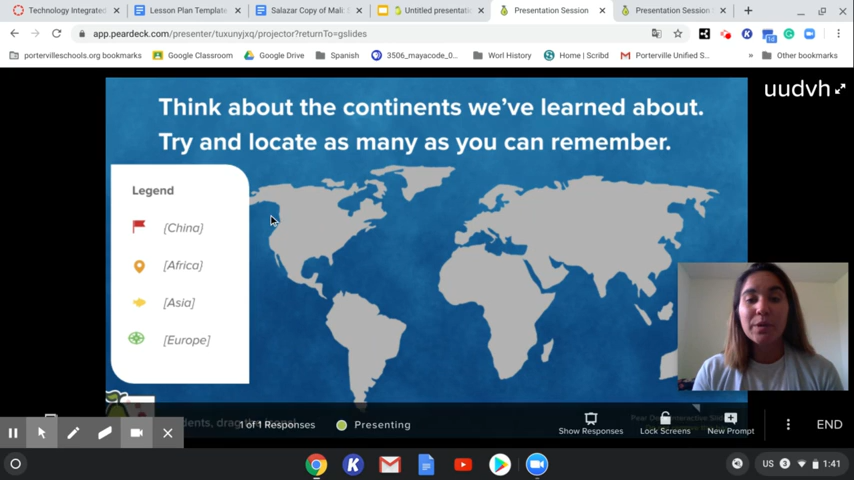 Technology Integrated
Lesson Plan Template
Salazar Copy of Mali:
Untitled presentatio
Presentation Session
Presentation Session
app.peardeck.com/presenter/tuxunyjxq/projector?returnTo=gslides
portervilleschools.org bookmarks
Google Classroom
Google Drive
Spanish
3506_mayacode_0...
Worl History
Home | Scribd
Porterville Unified S...
Other bookmarks
uudvh
Think about the continents we've learned about.
Try and locate as many as you can remember.
Legend
[China]
[Africa]
[Asia]
[Europe]
1 of 1 Responses
Presenting
Show Responses
Lock Screens
New Prompt
END
US
3
1:41